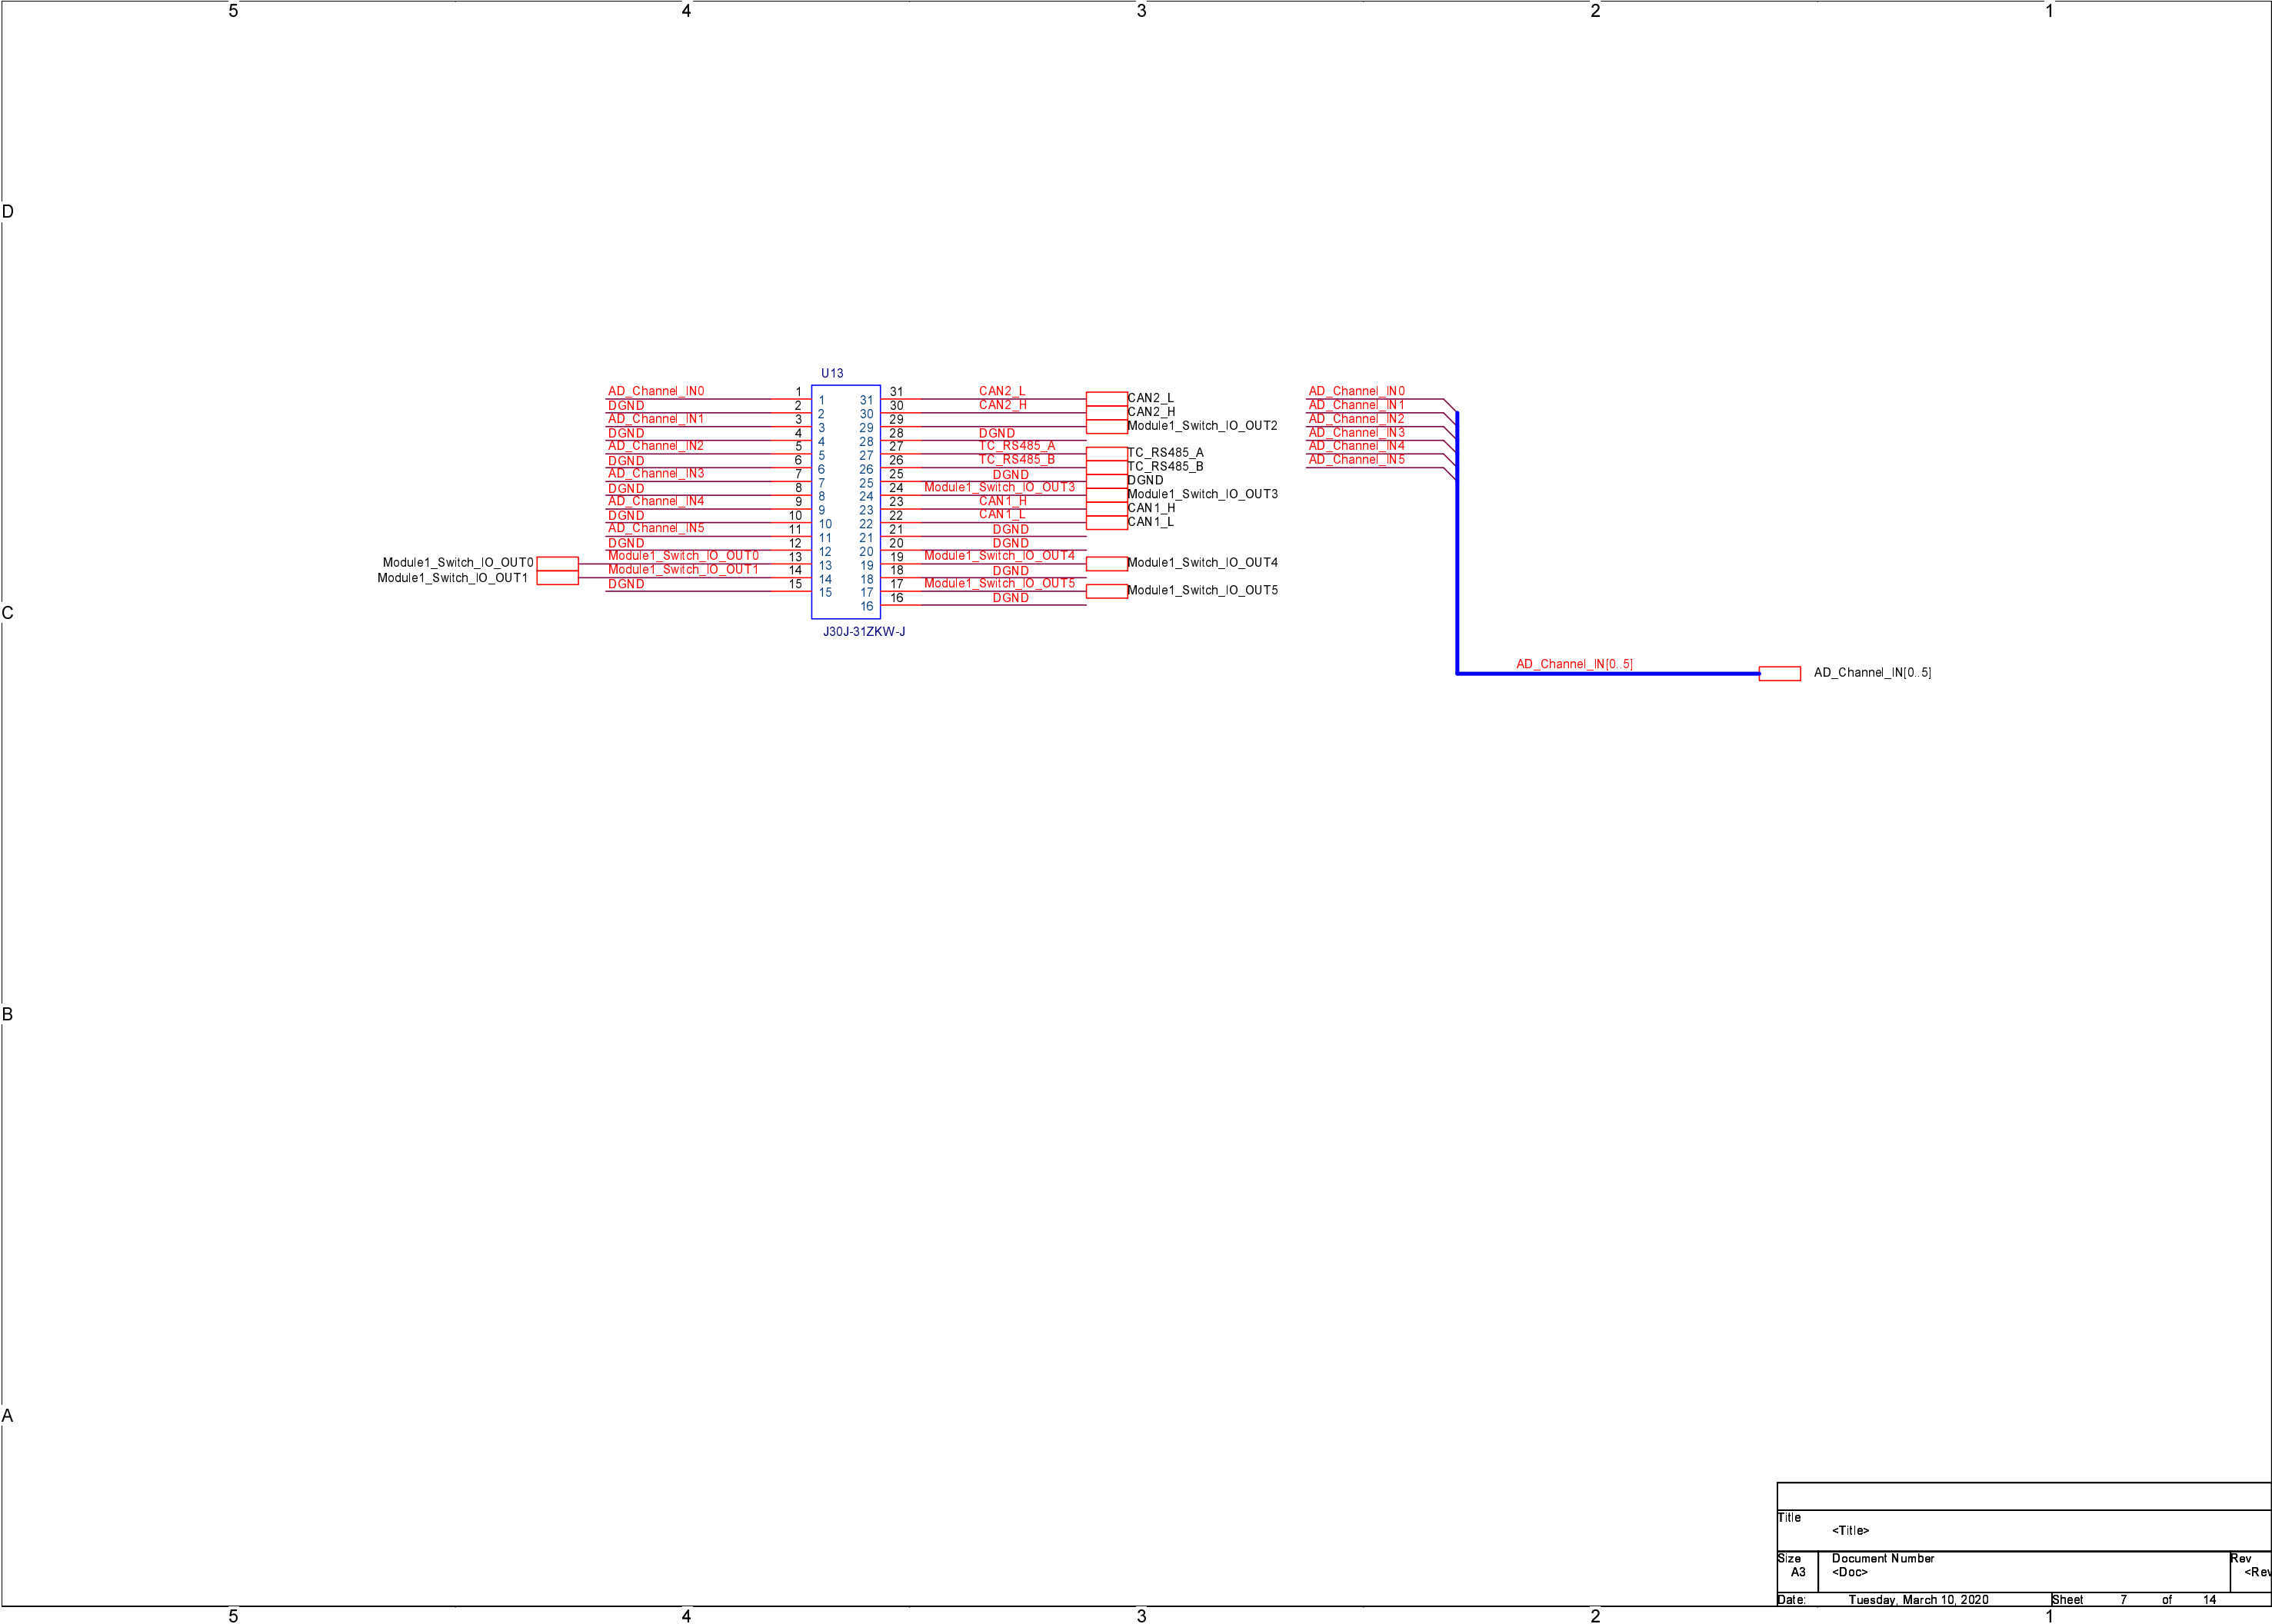 5 4 3 2 1
D
C
B
A
U13
AD_Channel_IN0 1 1 31 31 CAN2_L CAN2_L
DGND 2 2 30 30 CAN2_H CAN2_H
AD_Channel_IN1 3 3 29 29 Module1_Switch_IO_OUT2
DGND 4 4 28 28 DGND
AD_Channel_IN2 5 5 27 27 TC_RS485_A TC_RS485_A
DGND 6 6 26 26 TC_RS485_B TC_RS485_B
AD_Channel_IN3 7 7 25 25 DGND DGND
DGND 8 8 24 24 Module1_Switch_IO_OUT3 Module1_Switch_IO_OUT3
AD_Channel_IN4 9 9 23 23 CAN1_H CAN1_H
DGND 10 10 22 22 CAN1_L CAN1_L
AD_Channel_IN5 11 11 21 21 DGND
DGND 12 12 20 20 DGND
Module1_Switch_IO_OUT0 Module1_Switch_IO_OUT0 13 13 19 19 Module1_Switch_IO_OUT4 Module1_Switch_IO_OUT4
Module1_Switch_IO_OUT1 Module1_Switch_IO_OUT1 14 14 18 18 DGND
DGND 15 15 17 17 Module1_Switch_IO_OUT5 Module1_Switch_IO_OUT5
16 16 DGND
J30J-31ZKW-J
AD_Channel_IN0
AD_Channel_IN1
AD_Channel_IN2
AD_Channel_IN3
AD_Channel_IN4
AD_Channel_IN5
AD_Channel_IN[0..5] AD_Channel_IN[0..5]
Title
<Title>
Size Document Number Rev
A3 <Doc> <Rev
Date: Tuesday, March 10, 2020 Sheet 7 of 14
5 4 3 2 1